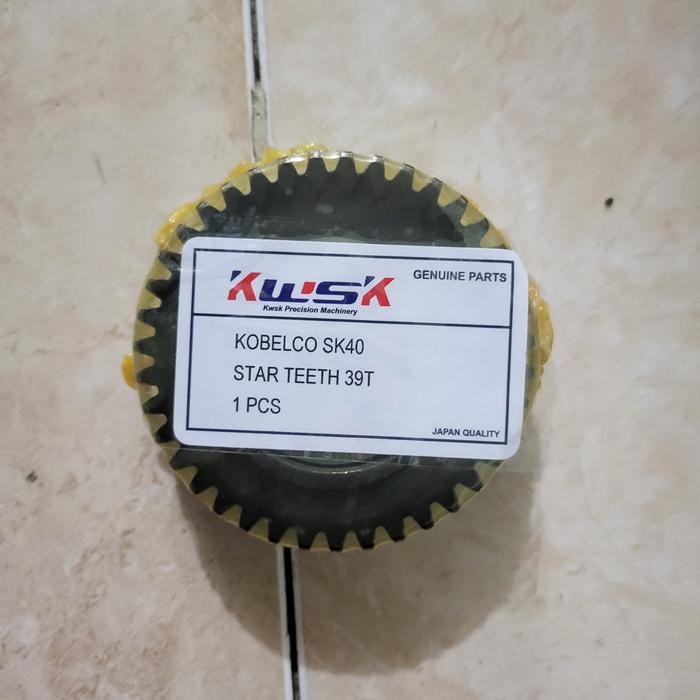 GENUINE PARTS
KWSK
Kwsk Precision Machinery
KOBELCO SK40
STAR TEETH 39T
1 PCS
JAPAN QUALITY